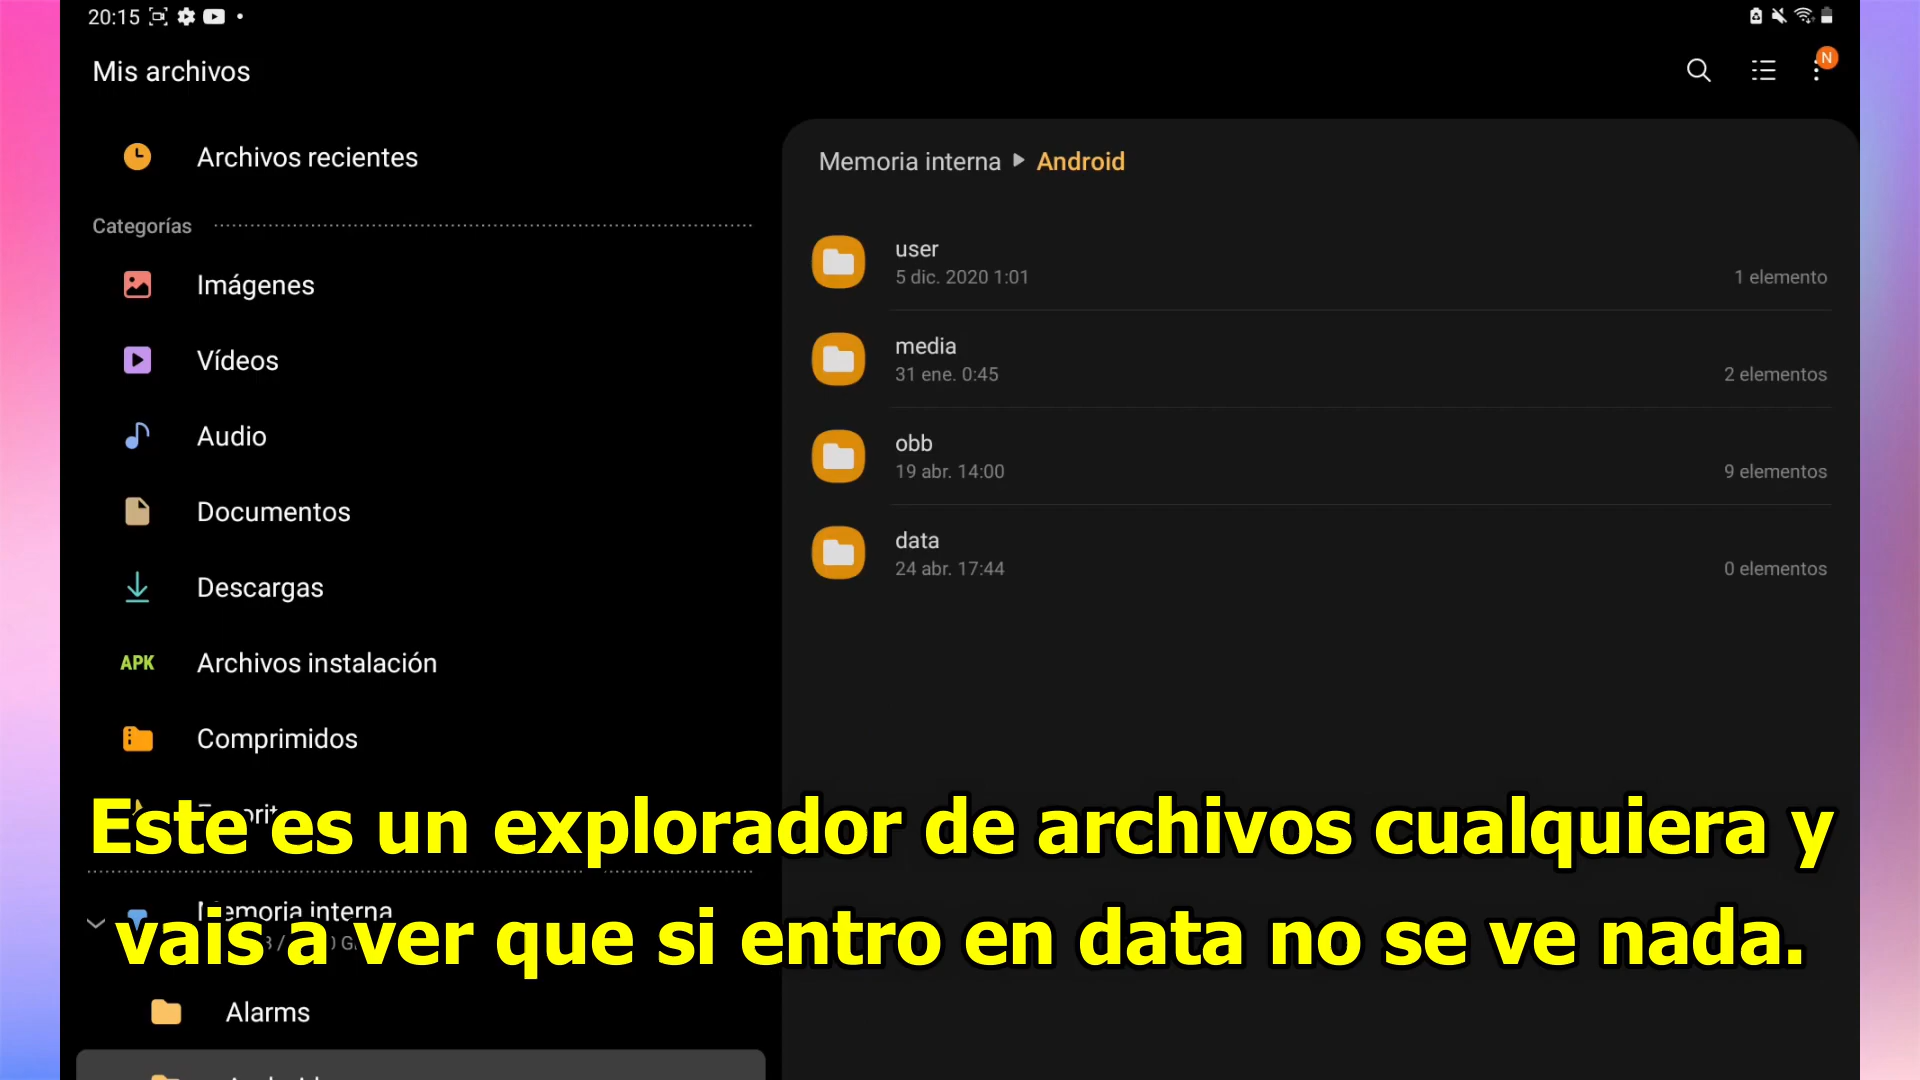 20:15
Mis archivos
N
Archivos recientes
Categorías
Imágenes
Vídeos
Audio
Documentos
Descargas
APK Archivos instalación
Comprimidos
Memoria interna
Alarms
Memoria interna Android
user
5 dic. 2020 1:01
1 elemento
media
31 ene. 0:45
2 elementos
obb
19 abr. 14:00
9 elementos
data
24 abr. 17:44
0 elementos
Este es un explorador de archivos cualquiera y
vais a ver que si entro en data no se ve nada.